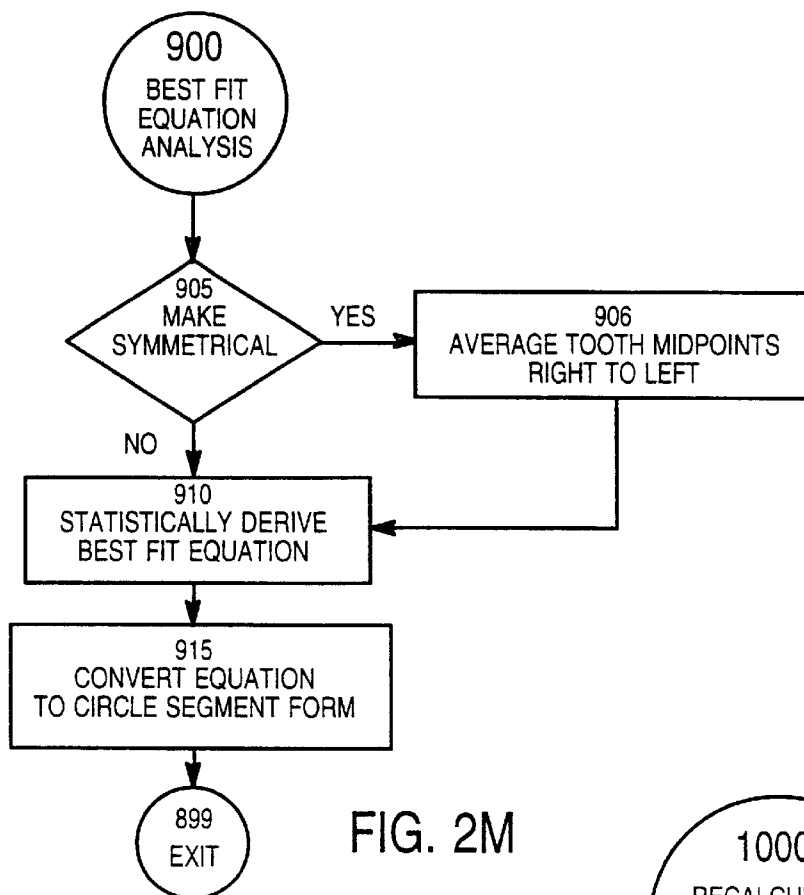 900
BEST FIT
EQUATION
ANALYSIS
905
MAKE
SYMMETRICAL
YES
906
AVERAGE TOOTH MIDPOINTS
RIGHT TO LEFT
NO
910
STATISTICALLY DERIVE
BEST FIT EQUATION
915
CONVERT EQUATION
TO CIRCLE SEGMENT FORM
899
EXIT
FIG. 2M
1000